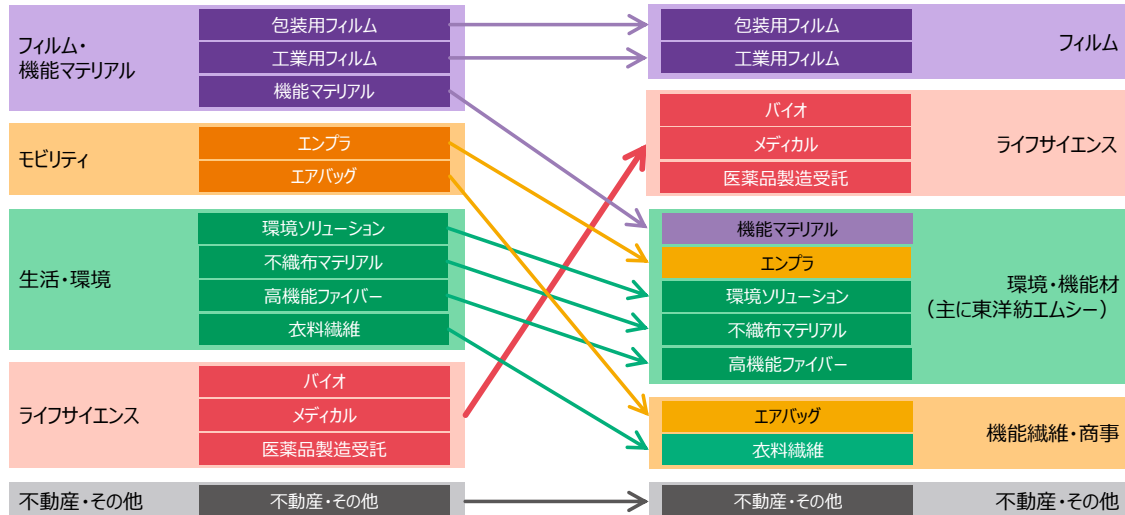 フィルム・
機能マテリアル
包装用フィルム
工業用フィルム
機能マテリアル
モビリティ
エンプラ
エアバッグ
生活・環境
環境ソリューション
不織布マテリアル
高機能ファイバー
衣料繊維
ライフサイエンス
バイオ
メディカル
医薬品製造受託
不動産・その他
不動産・その他
包装用フィルム
工業用フィルム
フィルム
バイオ
メディカル
医薬品製造受託
ライフサイエンス
機能マテリアル
エンプラ
環境ソリューション
不織布マテリアル
高機能ファイバー
環境・機能材
（主に東洋紡エムシー）
エアバッグ
衣料繊維
機能繊維・商事
不動産・その他
不動産・その他